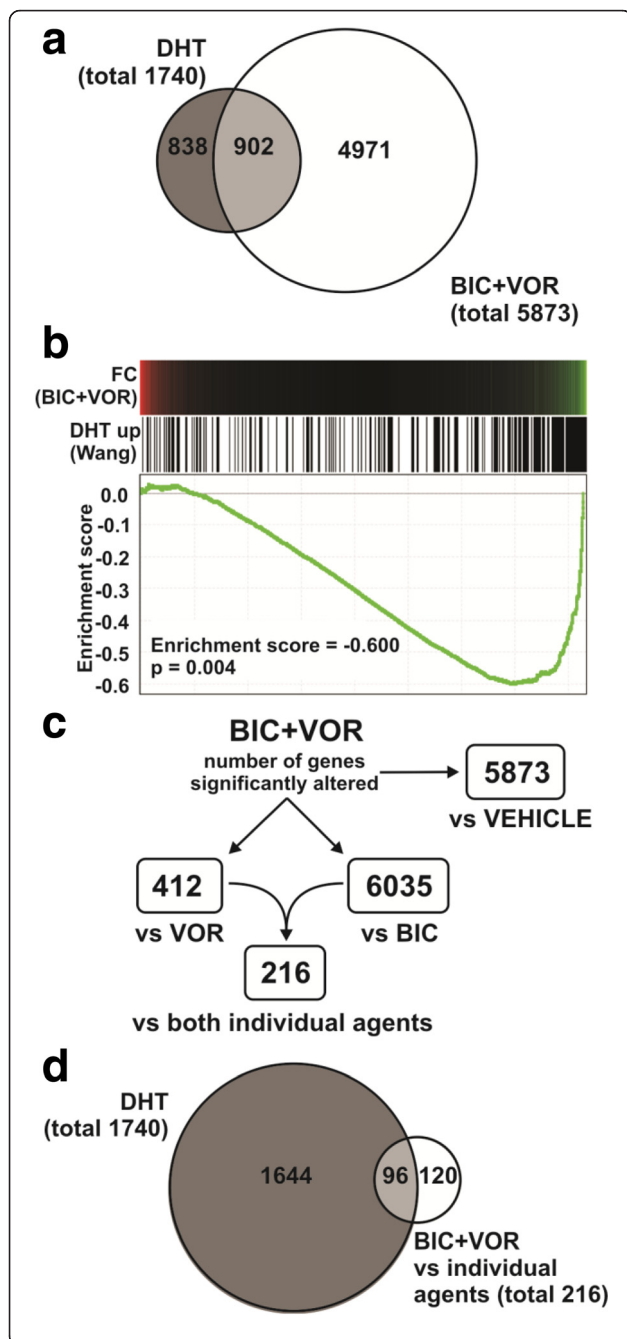 a
DHT
(total 1740)
838
902
4971
BIC+VOR
(total 5873)
b
FC
(BIC+VOR)
DHT up
(Wang)
Enrichment score
0.0
-0.1
-0.2
-0.3
-0.4
-0.5
-0.6
Enrichment score = -0.600
p = 0.004
c
BIC+VOR
number of genes
significantly altered
5873
vs VEHICLE
412
6035
vs VOR
vs BIC
216
vs both individual agents
d
DHT
(total 1740)
1644
96
120
BIC+VOR
vs individual
agents (total 216)